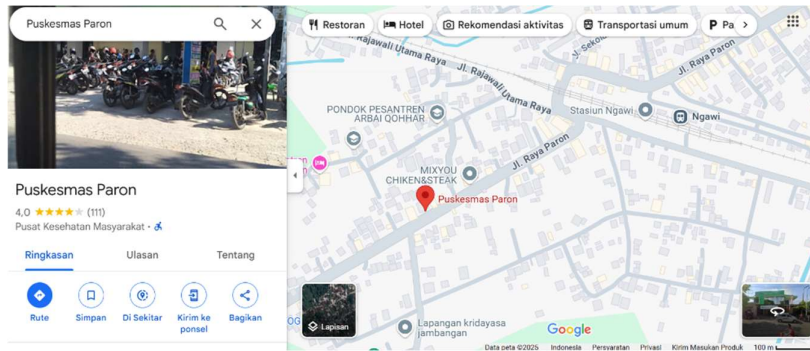 Puskesmas Paron
Puskesmas Paron
4,0 ★★★★★ (111)
Pusat Kesehatan Masyarakat ·
Ringkasan
Ulasan
Tentang
Rute
Simpan
Di Sekitar
Kirim ke
ponsel
Bagikan
Restoran
Hotel
Rekomendasi aktivitas
Transportasi umum
P
Pa
Rajawali Utama Raya
Jl. Rajawali Utama Raya
Jl. Sekol
Jl. Raya Paron
PONDOK PESANTREN
ARBAI QOHHAR
Stasiun Ngawi
Ngawi
Jl. Raya Paron
MIXYOU
CHIKEN&STEAK
Puskesmas Paron
Lapisan
Lapangan kridayasa
jambangan
Google
Data peta ©2025
Indonesia
Persyaratan
Privasi
Kirim Masukan Produk
100 m